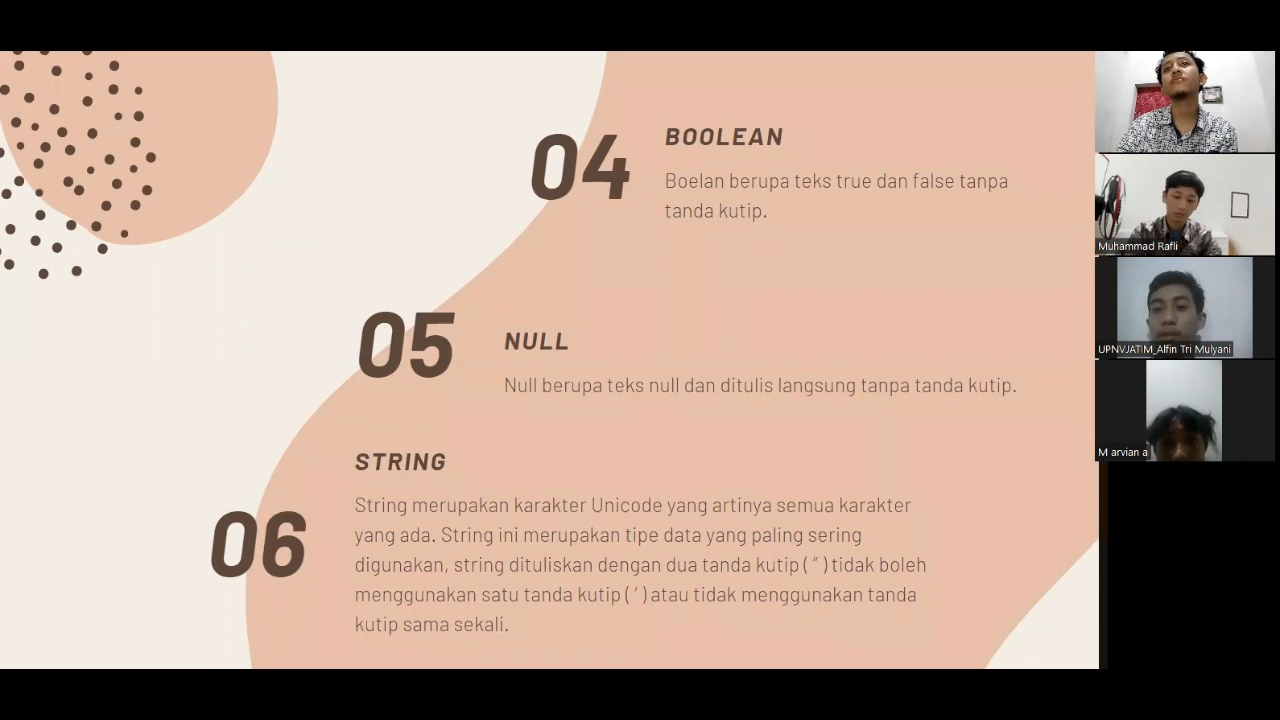 04
BOOLEAN
Boelan berupa teks true dan false tanpa
tanda kutip.
05
NULL
Null berupa teks null dan ditulis langsung tanpa tanda kutip.
06
STRING
String merupakan karakter Unicode yang artinya semua karakter
yang ada. String ini merupakan tipe data yang paling sering
digunakan, string dituliskan dengan dua tanda kutip ( " ) tidak boleh
menggunakan satu tanda kutip ( ' ) atau tidak menggunakan tanda
kutip sama sekali.
Muhammad Rafli
UPNVJATIM_Alfin Tri Mulyani
M arvian a